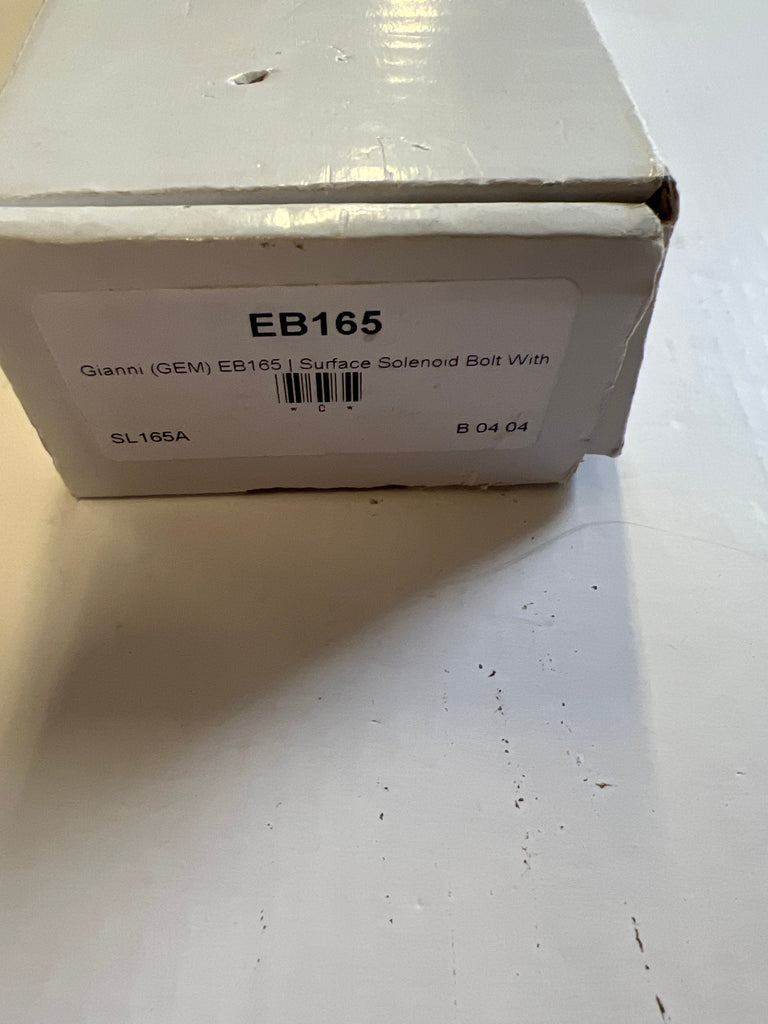 EB165
Gianni (GEM) EB165 | Surface Solenoid Bolt With
* C *
SL165A
B 04 04